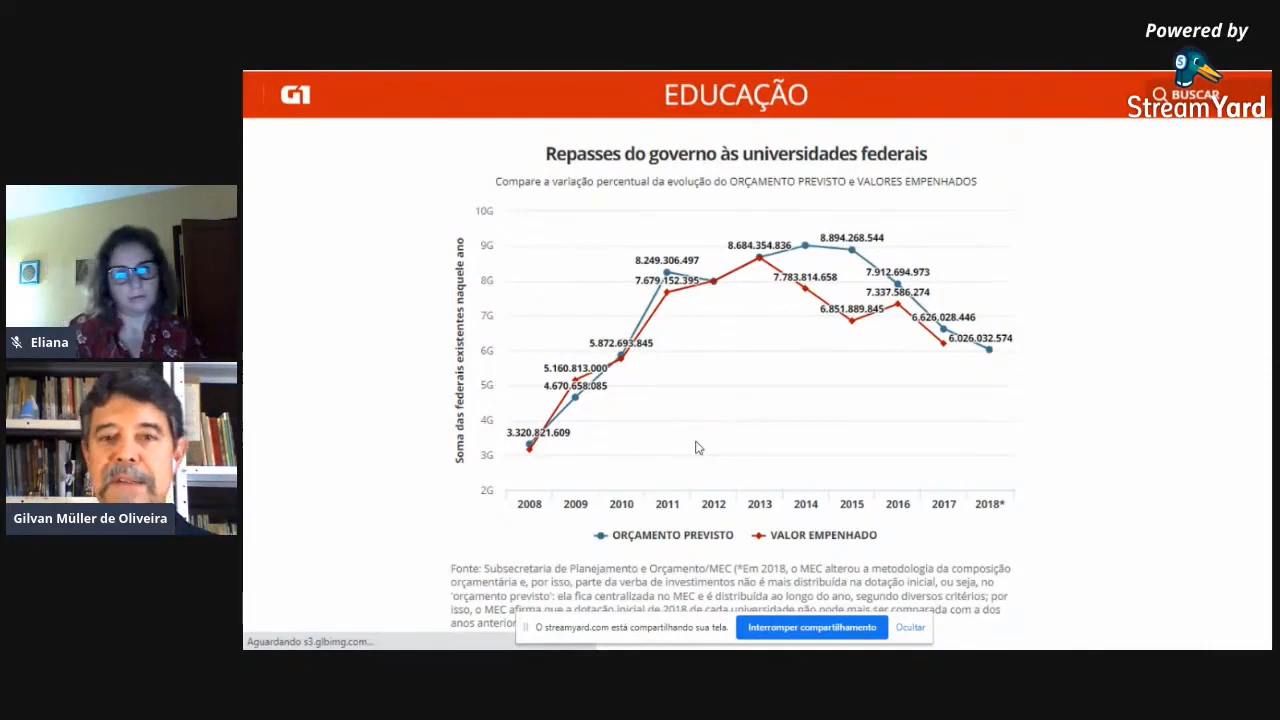 Powered by
StreamYard
G1
EDUCAÇÃO
BUSCAR
Repasses do governo às universidades federais
Compare a variação percentual da evolução do ORÇAMENTO PREVISTO e VALORES EMPENHADOS
Soma das federais existentes naquele ano
10G
9G
8G
7G
6G
5G
4G
3G
2G
3.320.821.609
5.160.813.000
4.670.658.085
5.872.693.845
8.249.306.497
7.679.152.395
8.684.354.836
7.783.814.658
8.894.268.544
6.851.889.845
7.912.694.973
7.337.586.274
6.626.028.446
6.026.032.574
2008 2009 2010 2011 2012 2013 2014 2015 2016 2017 2018*
ORÇAMENTO PREVISTO VALOR EMPENHADO
Fonte: Subsecretaria de Planejamento e Orçamento/MEC (*Em 2018, o MEC alterou a metodologia da composição
orçamentária e, por isso, parte da verba de investimentos não é mais distribuída na dotação inicial, ou seja, no
'orçamento previsto': ela fica centralizada no MEC e é distribuída ao longo do ano, segundo diversos critérios; por
isso, o MEC afirma que a dotação inicial de 2018 de cada universidade não pode mais ser comparada com a dos
anos anterior
O streamyard.com está compartilhando sua tela.
Interromper compartilhamento
Ocultar
Aguardando s3.glbimg.com...
Eliana
Gilvan Müller de Oliveira